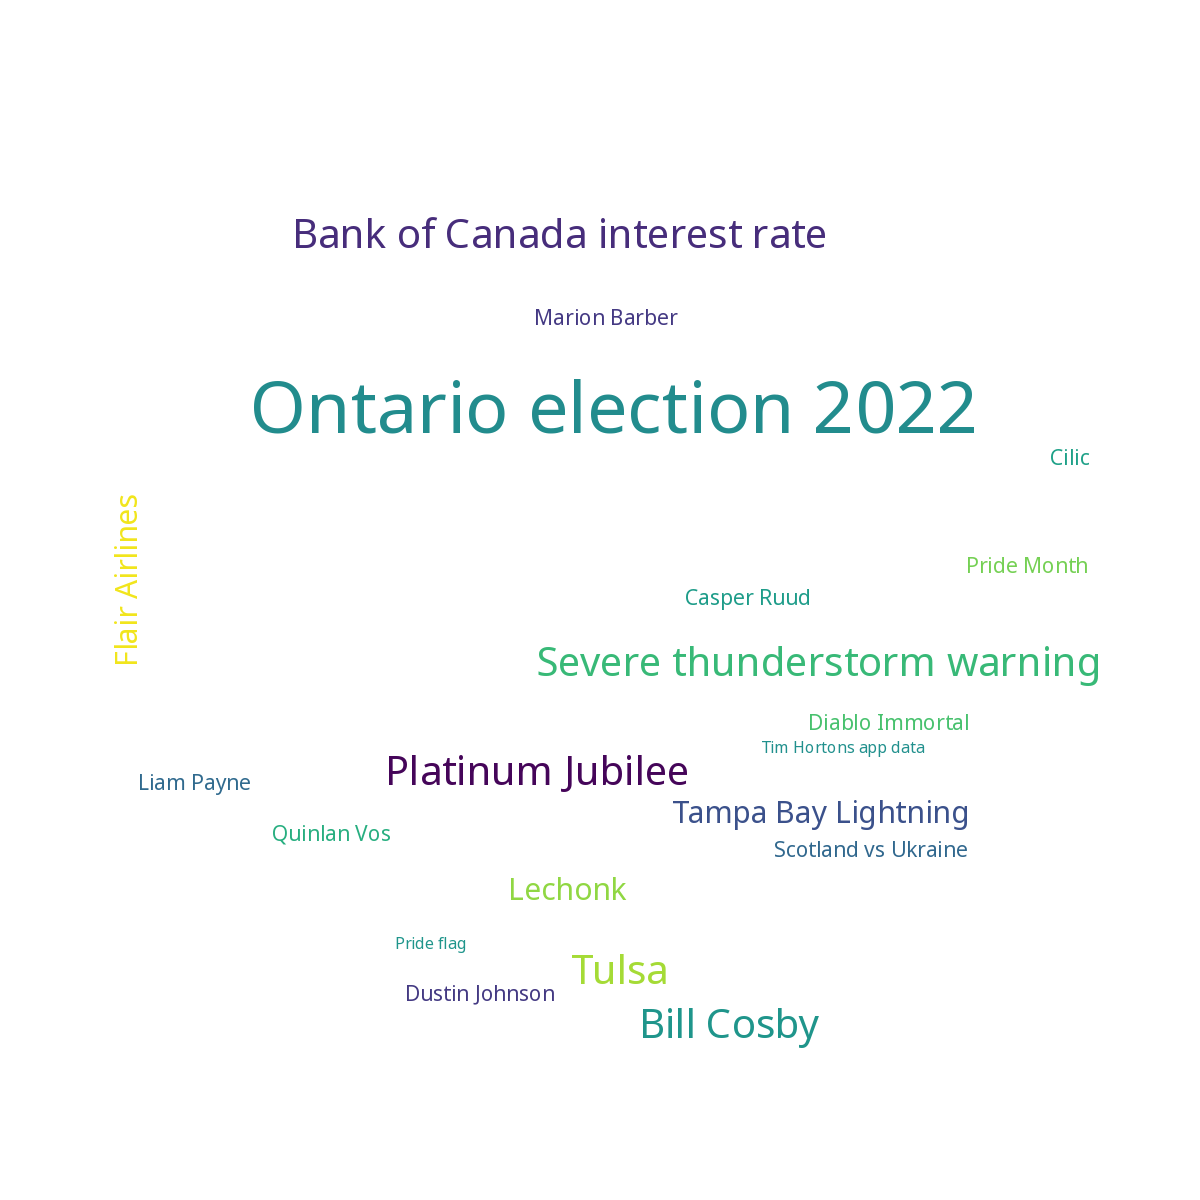 Bank of Canada interest rate
Marion Barber
Ontario election 2022
Cilic
Flair Airlines
Pride Month
Casper Ruud
Severe thunderstorm warning
Diablo Immortal
Tim Hortons app data
Platinum Jubilee
Liam Payne
Tampa Bay Lightning
Quinlan Vos
Scotland vs Ukraine
Lechonk
Pride flag
Tulsa
Dustin Johnson
Bill Cosby